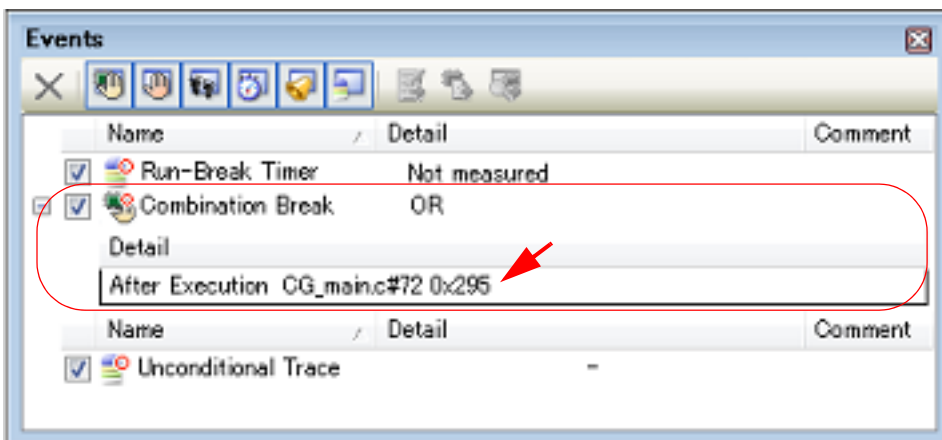 Events
Name Detail Comment
Run-Break Timer Not measured
Combination Break OR
Detail
After Execution CG_main.c#72 0x295
Name Detail Comment
Unconditional Trace -